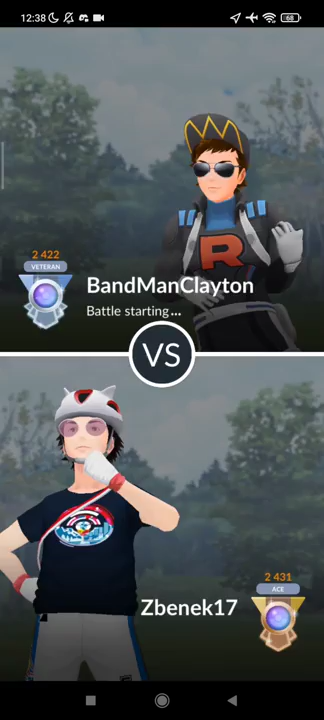 12:38
68
2 422
VETERAN
BandManClayton
Battle starting...
R
VS
Zbenek17
2 431
ACE